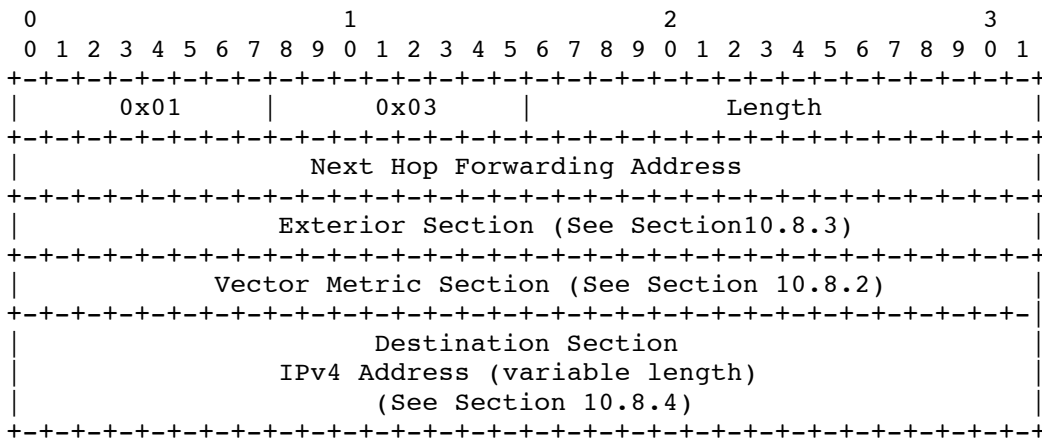 0                   1                   2                   3
 0 1 2 3 4 5 6 7 8 9 0 1 2 3 4 5 6 7 8 9 0 1 2 3 4 5 6 7 8 9 0 1
+-+-+-+-+-+-+-+-+-+-+-+-+-+-+-+-+-+-+-+-+-+-+-+-+-+-+-+-+-+-+-+-+
|      0x01     |      0x03     |            Length             |
+-+-+-+-+-+-+-+-+-+-+-+-+-+-+-+-+-+-+-+-+-+-+-+-+-+-+-+-+-+-+-+-+
|                  Next Hop Forwarding Address                  |
+-+-+-+-+-+-+-+-+-+-+-+-+-+-+-+-+-+-+-+-+-+-+-+-+-+-+-+-+-+-+-+-+
|                Exterior Section (See Section10.8.3)           |
+-+-+-+-+-+-+-+-+-+-+-+-+-+-+-+-+-+-+-+-+-+-+-+-+-+-+-+-+-+-+-+-+
|            Vector Metric Section (See Section 10.8.2)         |
+-+-+-+-+-+-+-+-+-+-+-+-+-+-+-+-+-+-+-+-+-+-+-+-+-+-+-+-+-+-+-+-|
|                      Destination Section                      |
|                IPv4 Address (variable length)                 |
|                      (See Section 10.8.4)                     |
+-+-+-+-+-+-+-+-+-+-+-+-+-+-+-+-+-+-+-+-+-+-+-+-+-+-+-+-+-+-+-+-+